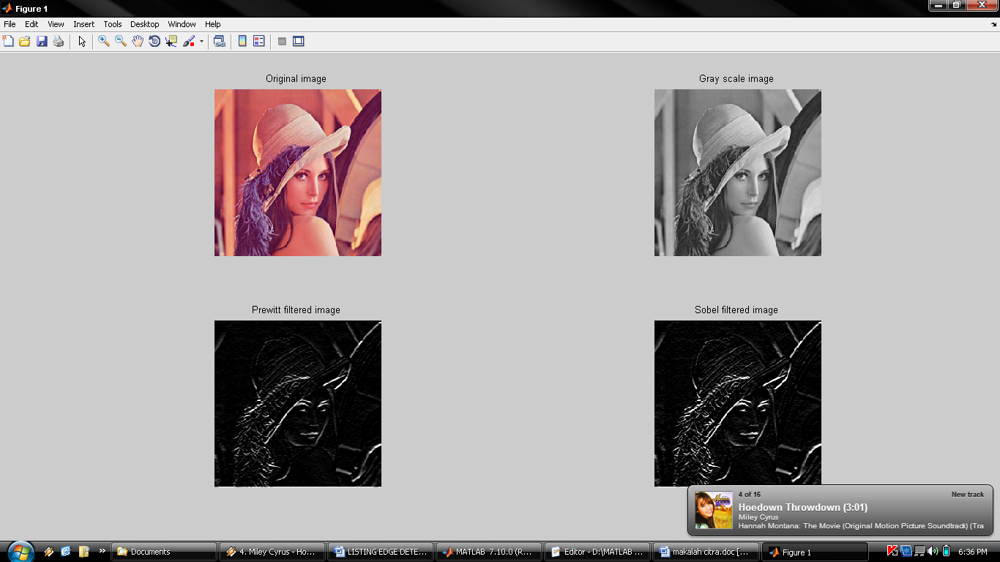 Figure 1
File Edit View Insert Tools Desktop Window Help
Original image
Gray scale image
Prewitt filtered image
Sobel filtered image
4 of 16
New track
Hoedown Throwdown (3:01)
Miley Cyrus
Hannah Montana: The Movie (Original Motion Picture Soundtrack) (Tra
Documents
4. Miley Cyrus - Ho...
LISTING EDGE DETE...
MATLAB 7.10.0 (R...
Editor - D:\MATLAB ...
makalah citra.doc [...
Figure 1
6:36 PM